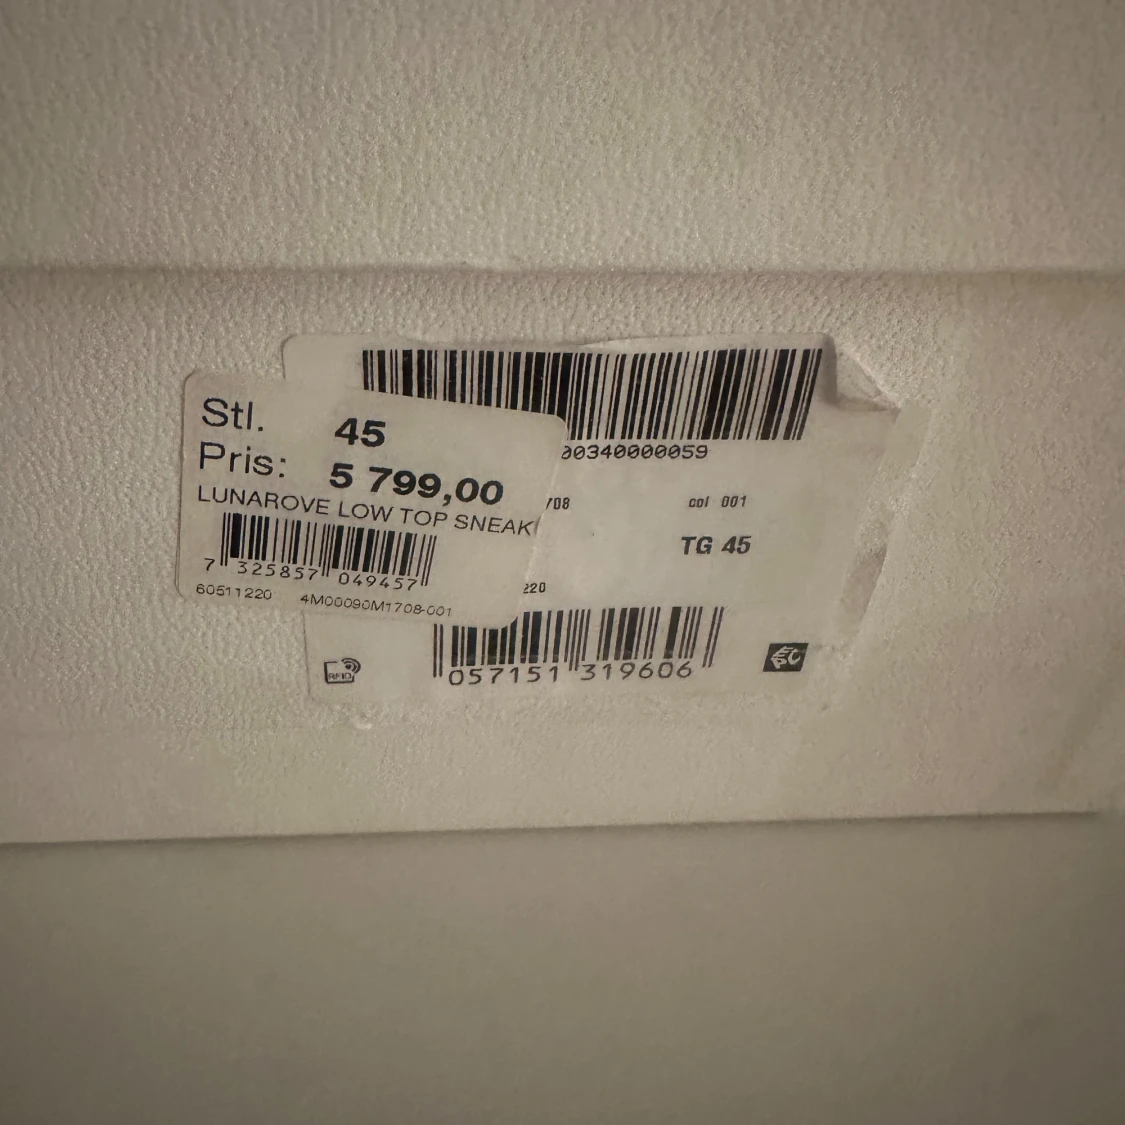 Stl. 45
Pris: 5 799,00
LUNAROVE LOW TOP SNEAK
7 325857 049457
60511220 4M00090M1708-001
00340000059
708 col 001
TG 45
220
057151 319606
RFID